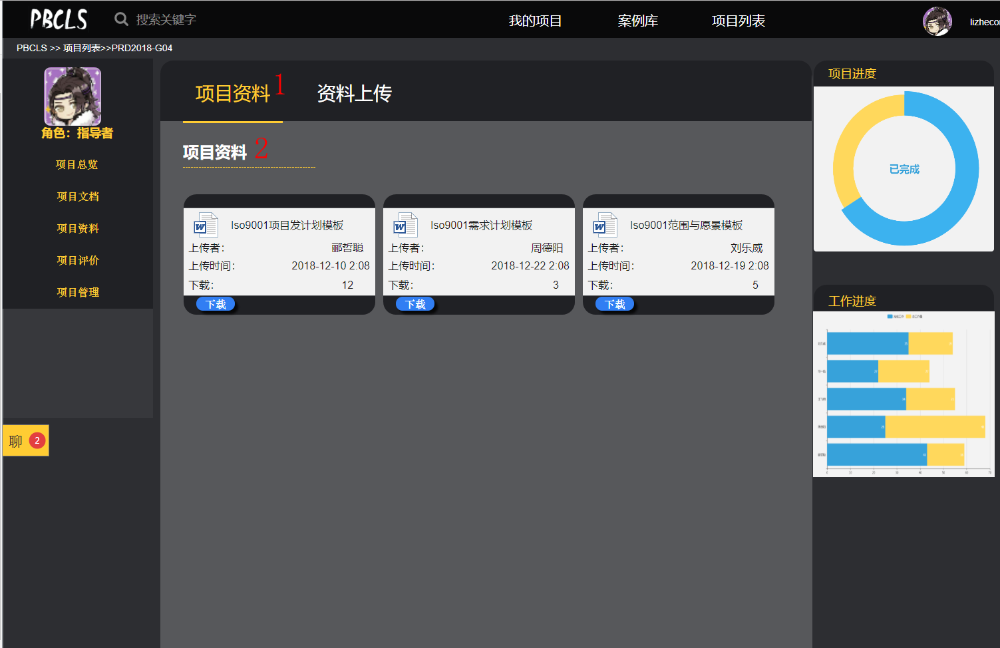 PBCLS
搜索关键字
我的项目
案例库
项目列表
lizhecor
PBCLS >> 项目列表>>PRD2018-G04
角色：指导者
项目总览
项目文档
项目资料
项目评价
项目管理
聊 2
项目资料 1
资料上传
项目资料 2
Iso9001项目发计划模板
上传者： 郦哲聪
上传时间： 2018-12-10 2:08
下载： 12
下载
Iso9001需求计划模板
上传者： 周德阳
上传时间： 2018-12-22 2:08
下载： 3
下载
Iso9001范围与愿景模板
上传者： 刘乐威
上传时间： 2018-12-19 2:08
下载： 5
下载
项目进度
已完成
工作进度
0 10 20 30 40 50 60 70